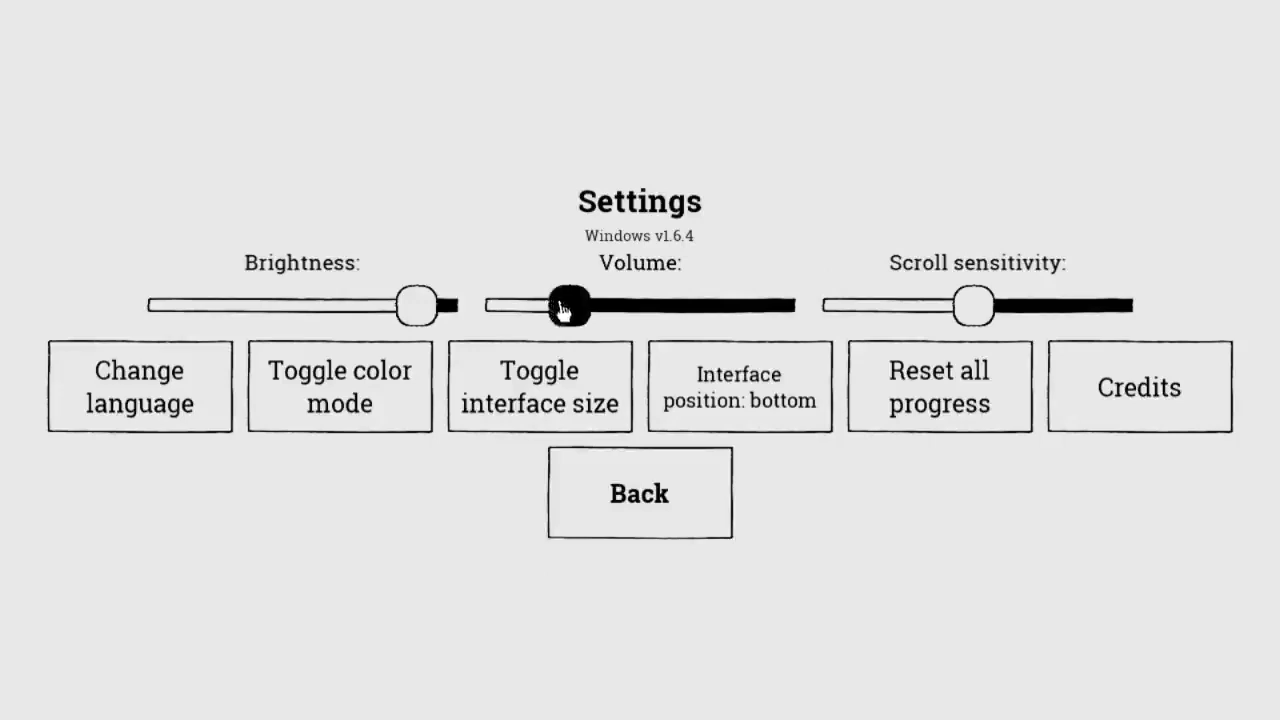 Settings
Windows v1.6.4
Brightness:
Volume:
Scroll sensitivity:
Change
language
Toggle color
mode
Toggle
interface size
Interface
position: bottom
Reset all
progress
Credits
Back